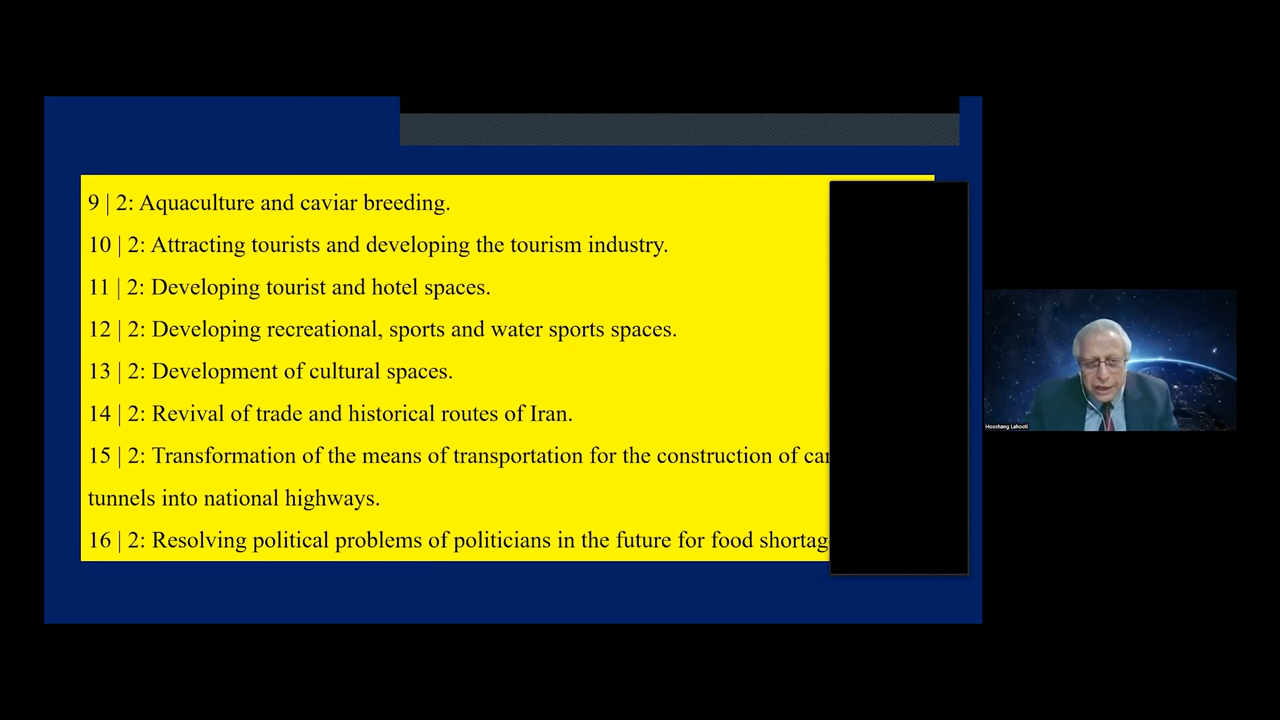 9 | 2: Aquaculture and caviar breeding.
10 | 2: Attracting tourists and developing the tourism industry.
11 | 2: Developing tourist and hotel spaces.
12 | 2: Developing recreational, sports and water sports spaces.
13 | 2: Development of cultural spaces.
14 | 2: Revival of trade and historical routes of Iran.
15 | 2: Transformation of the means of transportation for the construction of
tunnels into national highways.
16 | 2: Resolving political problems of politicians in the future for food
Hooshang Lahooti